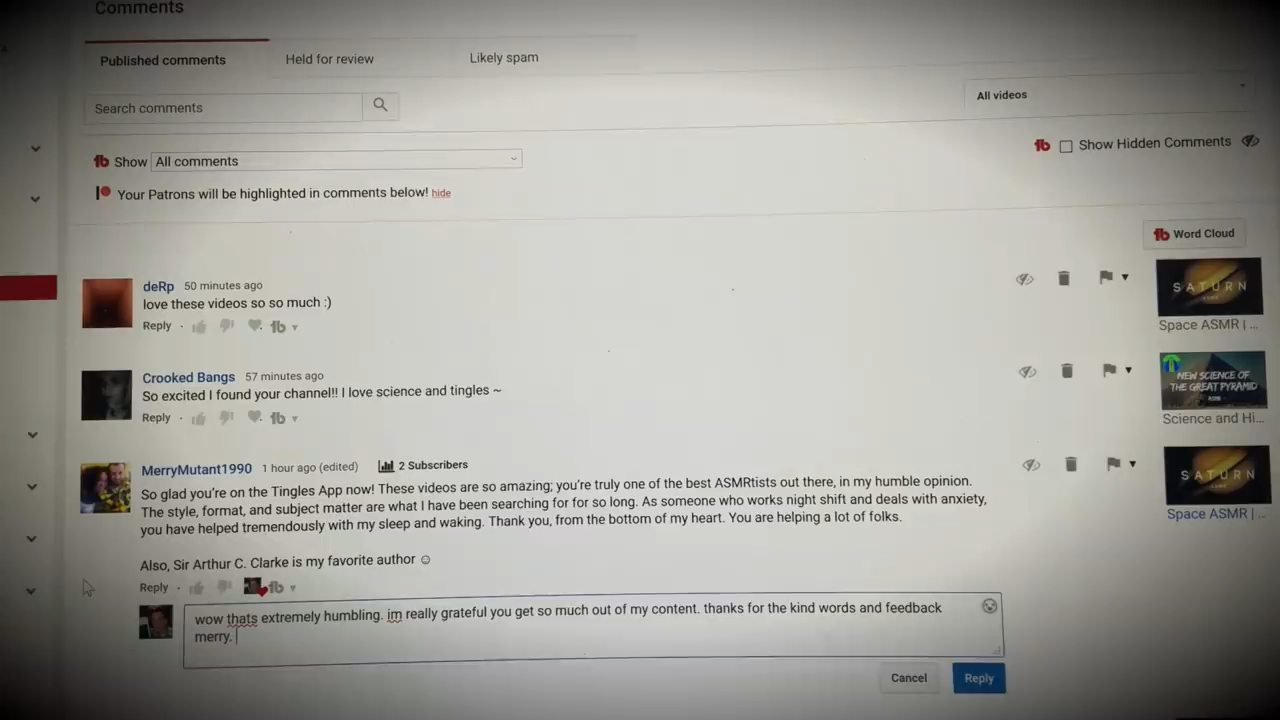 Comments
Published comments
Held for review
Likely spam
Search comments
All videos
Show All comments
Show Hidden Comments
Your Patrons will be highlighted in comments below! hide
Word Cloud
deRp 50 minutes ago
love these videos so so much :)
Reply
SATURN
Space ASMR | ...
Crooked Bangs 57 minutes ago
So excited I found your channel!! I love science and tingles ~
Reply
NEW SCIENCE OF
THE GREAT PYRAMID
Science and Hi...
MerryMutant1990 1 hour ago (edited) 2 Subscribers
So glad you're on the Tingles App now! These videos are so amazing; you're truly one of the best ASMRtists out there, in my humble opinion.
The style, format, and subject matter are what I have been searching for for so long. As someone who works night shift and deals with anxiety,
you have helped tremendously with my sleep and waking. Thank you, from the bottom of my heart. You are helping a lot of folks.
Also, Sir Arthur C. Clarke is my favorite author ☺
Reply
SATURN
Space ASMR | ...
wow thats extremely humbling. im really grateful you get so much out of my content. thanks for the kind words and feedback
merry.
Cancel
Reply